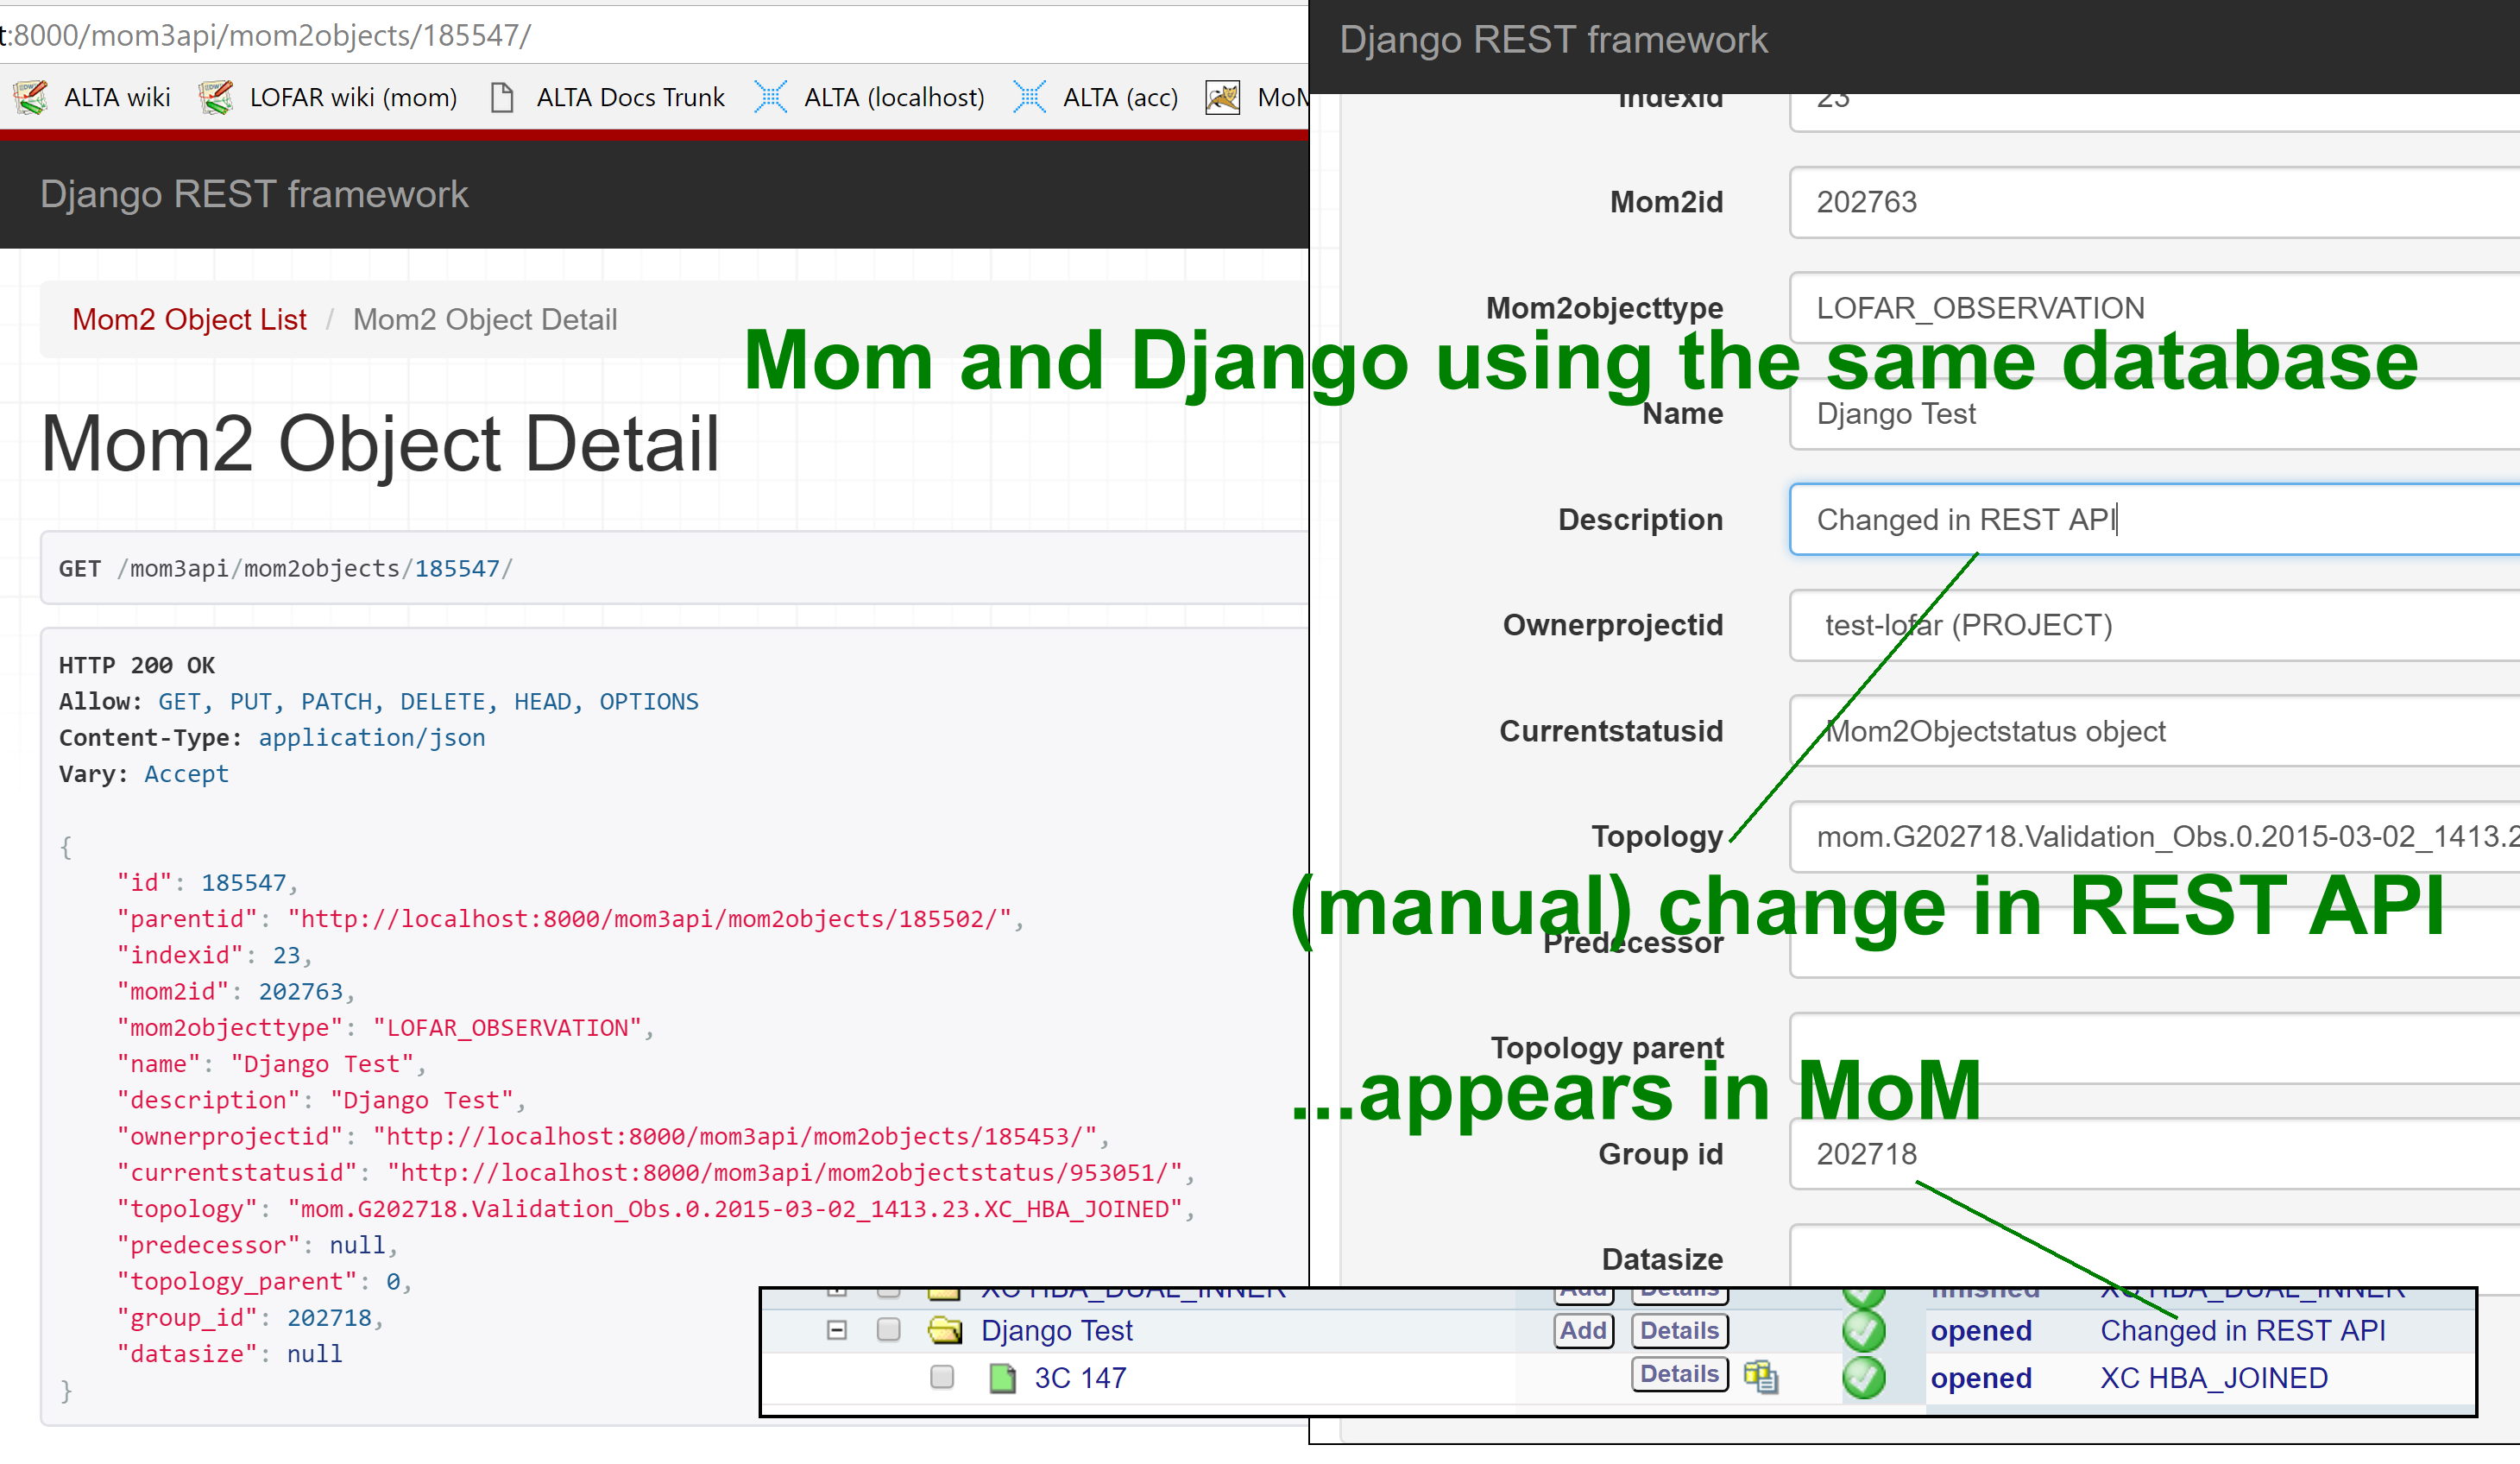 t:8000/mom3api/mom2objects/185547/
ALTA wiki LOFAR wiki (mom) ALTA Docs Trunk ALTA (localhost) ALTA (acc) MoM
Django REST framework
Mom2 Object List / Mom2 Object Detail
Mom2 Object Detail
GET /mom3api/mom2objects/185547/
HTTP 200 OK
Allow: GET, PUT, PATCH, DELETE, HEAD, OPTIONS
Content-Type: application/json
Vary: Accept
{
"id": 185547,
"parentid": "http://localhost:8000/mom3api/mom2objects/185502/",
"indexid": 23,
"mom2id": 202763,
"mom2objecttype": "LOFAR_OBSERVATION",
"name": "Django Test",
"description": "Django Test",
"ownerprojectid": "http://localhost:8000/mom3api/mom2objects/185453/",
"currentstatusid": "http://localhost:8000/mom3api/mom2objectstatus/953051/",
"topology": "mom.G202718.Validation_Obs.0.2015-03-02_1413.23.XC_HBA_JOINED",
"predecessor": null,
"topology_parent": 0,
"group_id": 202718,
"datasize": null
}
Django REST framework
Indexid 23
Mom2id 202763
Mom2objecttype LOFAR_OBSERVATION
Mom and Django using the same database
Name Django Test
Description Changed in REST API
Ownerprojectid test-lofar (PROJECT)
Currentstatusid Mom2Objectstatus object
Topology mom.G202718.Validation_Obs.0.2015-03-02_1413.2
(manual) change in REST API
Predecessor
Topology parent
...appears in MoM
Group id 202718
Datasize
XC HBA_DUAL_INNER Add Details finished XC HBA_DUAL_INNER
Django Test Add Details opened Changed in REST API
3C 147 Details opened XC HBA_JOINED